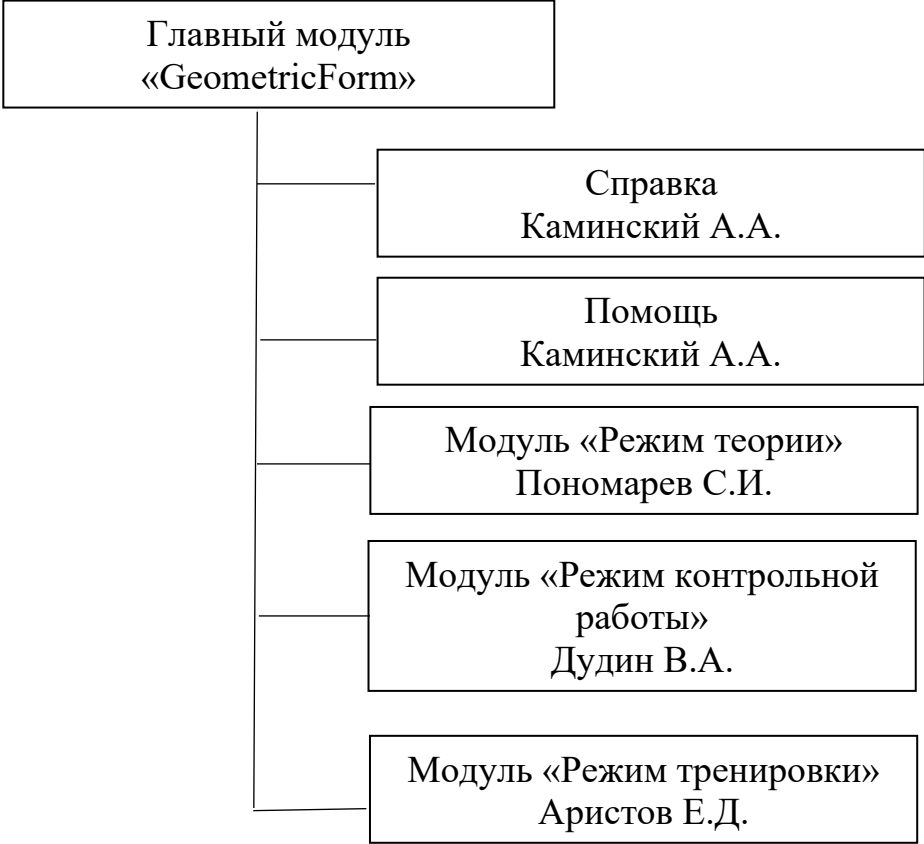 Главный модуль
«GeometricForm»
Справка
Каминский А.А.
Помощь
Каминский А.А.
Модуль «Режим теории»
Пономарев С.И.
Модуль «Режим контрольной
работы»
Дудин В.А.
Модуль «Режим тренировки»
Аристов Е.Д.